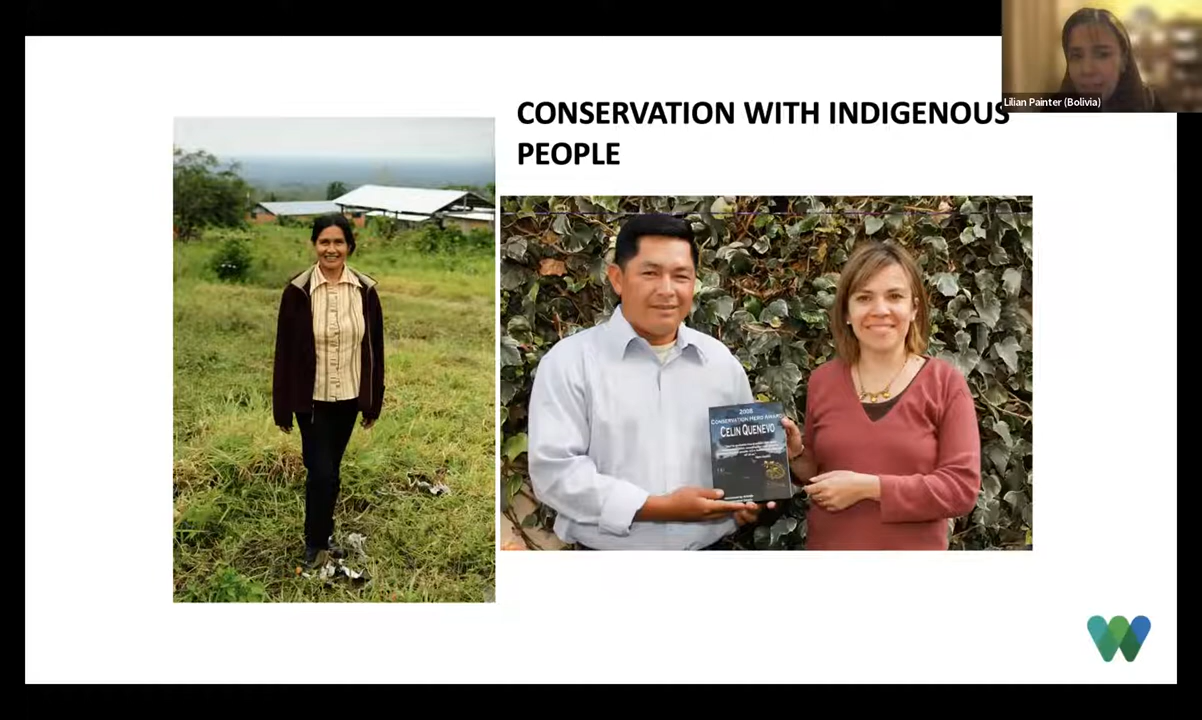 CONSERVATION WITH INDIGENOUS
PEOPLE
Lilian Painter (Bolivia)
2008
CONSERVATION HERO AWARD
CELIN QUENEVO